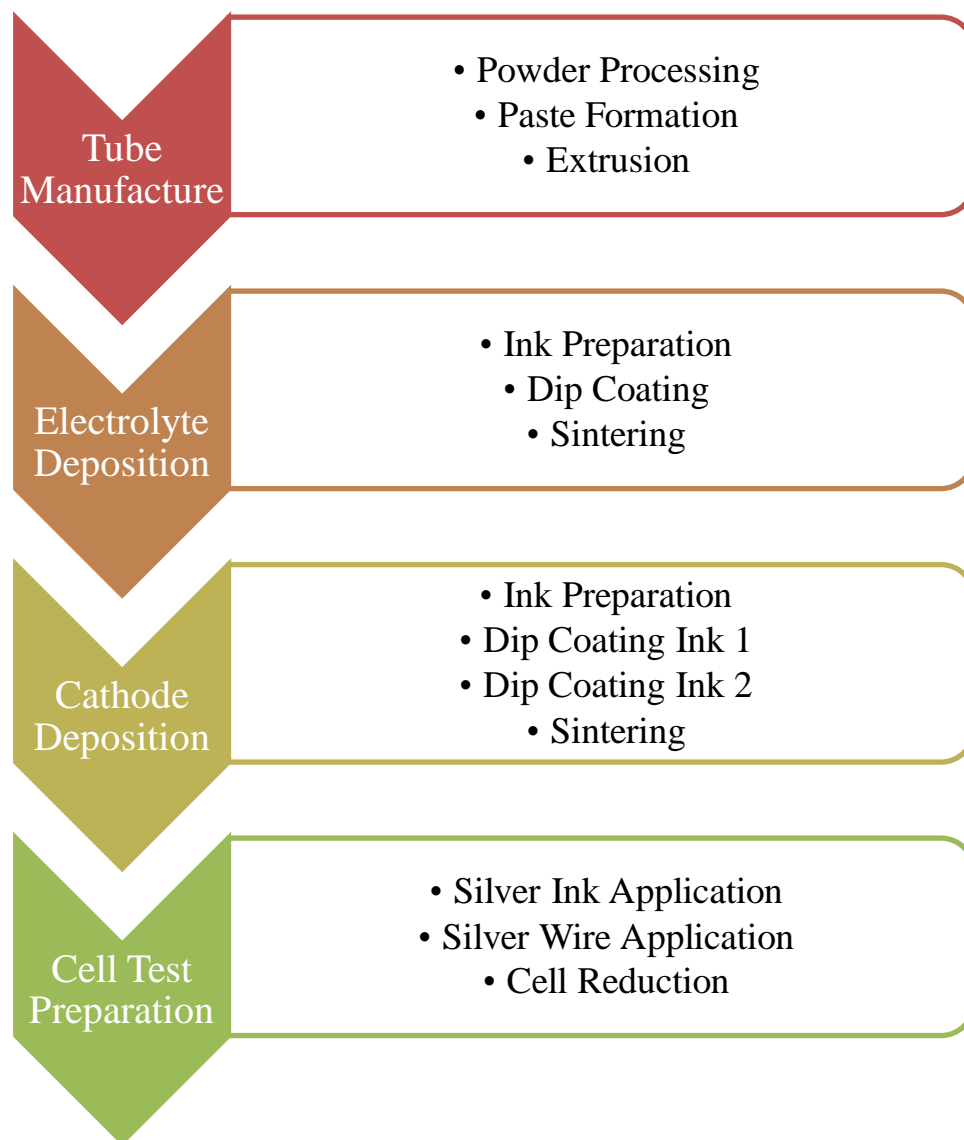 Tube
Manufacture
• Powder Processing
• Paste Formation
• Extrusion
Electrolyte
Deposition
• Ink Preparation
• Dip Coating
• Sintering
Cathode
Deposition
• Ink Preparation
• Dip Coating Ink 1
• Dip Coating Ink 2
• Sintering
Cell Test
Preparation
• Silver Ink Application
• Silver Wire Application
• Cell Reduction